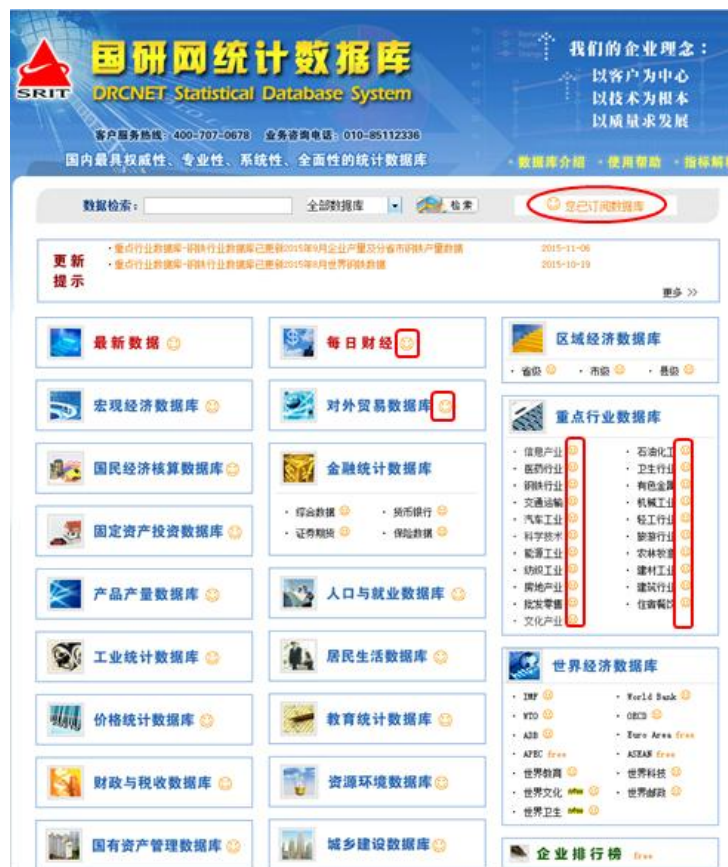 SRIT
国研网统计数据库
DRCNET Statistical Database System
客户服务热线：400-707-0678 业务咨询电话：010-85112336
国内最具权威性、专业性、系统性、全面性的统计数据库
我们的企业理念：
以客户为中心
以技术为根本
以质量求发展
·数据库介绍 ·使用帮助 ·指标解
数据检索：
全部数据库
检索
您已订阅数据库
更新提示
·重点行业数据库-钢铁行业数据库已更新2015年9月企业产量及分省市钢铁产量数据 2015-11-06
·重点行业数据库-钢铁行业数据库已更新2015年8月世界钢铁数据 2015-10-19
更多 >>
最新数据
宏观经济数据库
国民经济核算数据库
固定资产投资数据库
产品产量数据库
工业统计数据库
价格统计数据库
财政与税收数据库
国有资产管理数据库
每日财经
对外贸易数据库
金融统计数据库
·综合数据 ·货币银行
·证券期货 ·保险数据
人口与就业数据库
居民生活数据库
教育统计数据库
资源环境数据库
城乡建设数据库
区域经济数据库
·省级 ·市级 ·县级
重点行业数据库
·信息产业 ·石油化工
·医药行业 ·卫生行业
·钢铁行业 ·有色金属
·交通运输 ·机械工业
·汽车工业 ·轻工行业
·科学技术 ·旅游行业
·能源工业 ·农林牧渔
·纺织工业 ·建材工业
·房地产业 ·建筑行业
·批发零售 ·住宿餐饮
·文化产业
世界经济数据库
·IMF ·World Bank
·WTO ·OECD
·ADB ·Euro Area free
·APEC free ·ASEAN free
·世界教育 ·世界科技
·世界文化 ·世界邮政
·世界卫生
企业排行榜 free